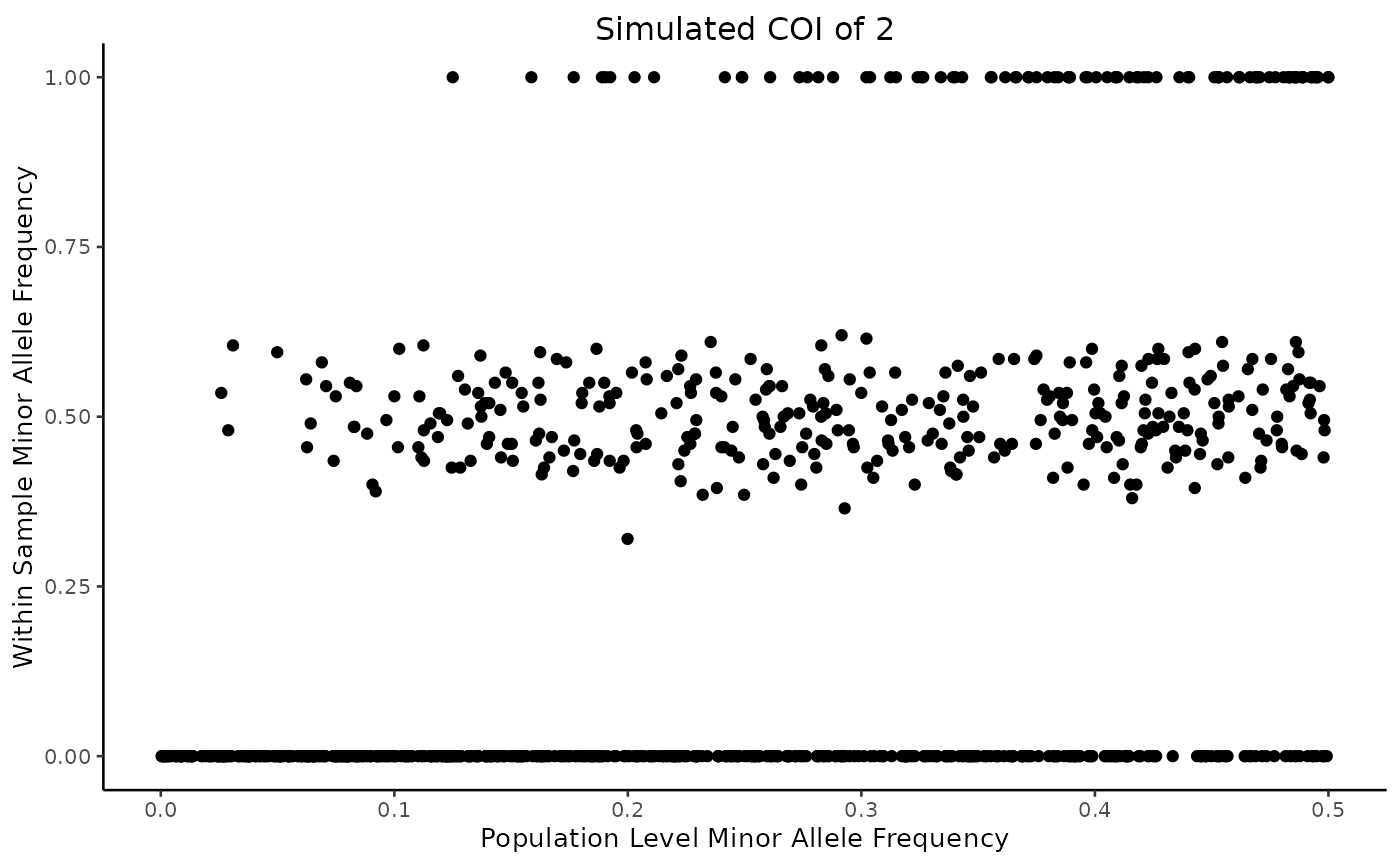 Simulated COI of 2
Within Sample Minor Allele Frequency
1.00
0.75
0.50
0.25
0.00
0.0 0.1 0.2 0.3 0.4 0.5
Population Level Minor Allele Frequency